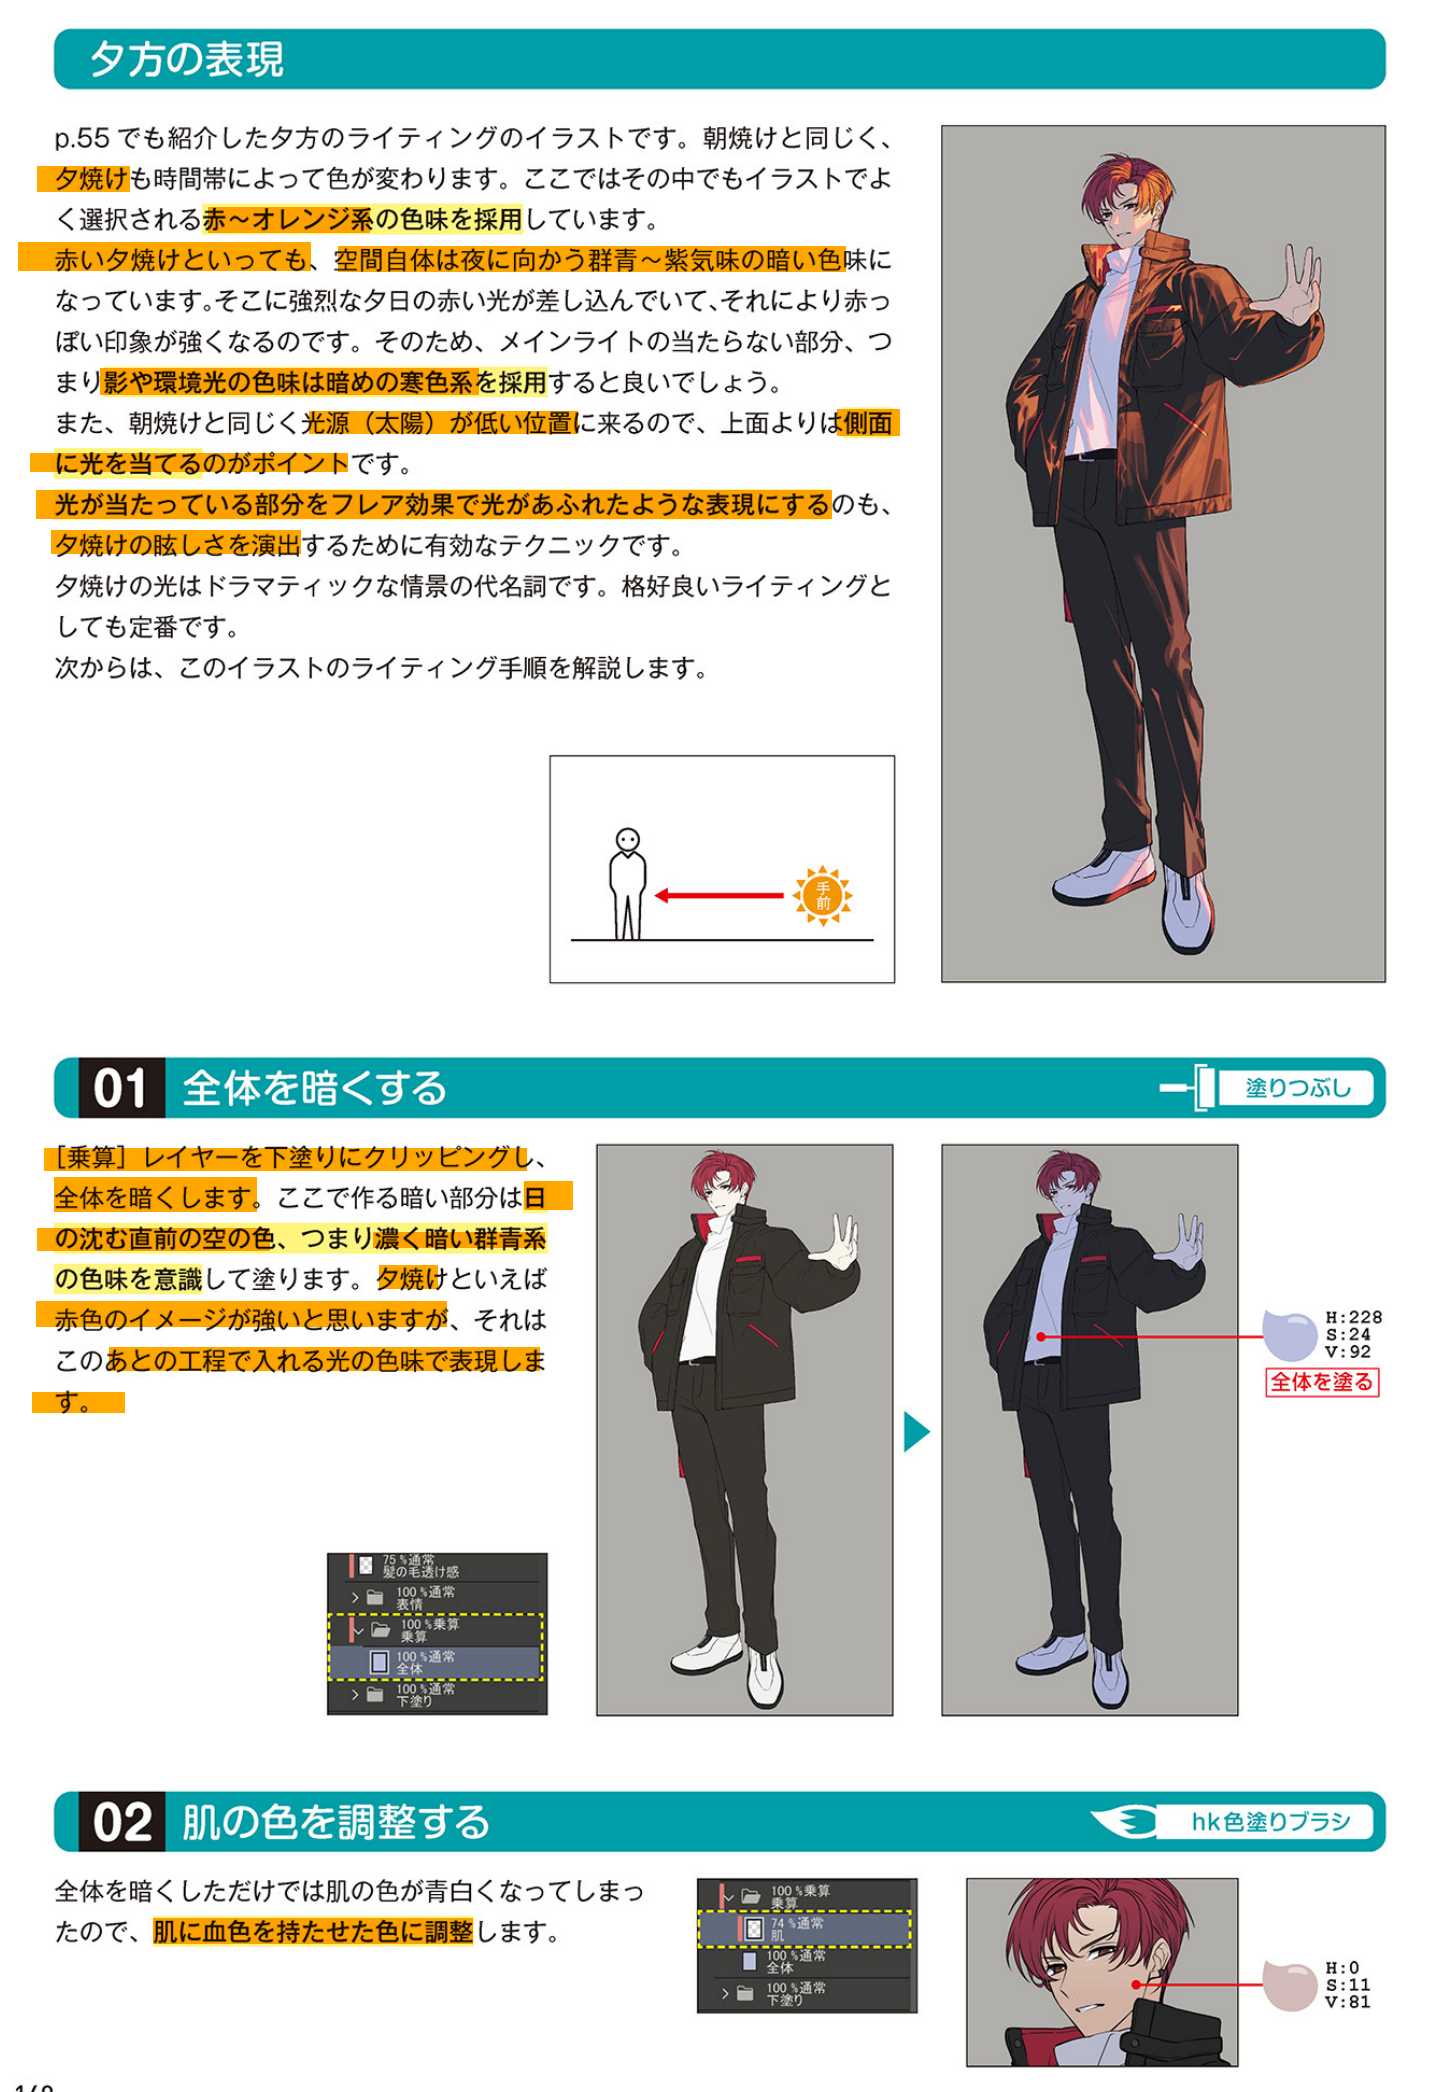 夕方の表現
p.55 でも紹介した夕方のライティングのイラストです。朝焼けと同じく、
夕焼けも時間帯によって色が変わります。ここではその中でもイラストでよ
く選択される赤〜オレンジ系の色味を採用しています。
赤い夕焼けといっても、空間自体は夜に向かう群青〜紫気味の暗い色味に
なっています。そこに強烈な夕日の赤い光が差し込んでいて、それにより赤っ
ぽい印象が強くなるのです。そのため、メインライトの当たらない部分、つ
まり影や環境光の色味は暗めの寒色系を採用すると良いでしょう。
また、朝焼けと同じく光源（太陽）が低い位置に来るので、上面よりは側面
に光を当てるのがポイントです。
光が当たっている部分をフレア効果で光があふれたような表現にするのも、
夕焼けの眩しさを演出するために有効なテクニックです。
夕焼けの光はドラマティックな情景の代名詞です。格好良いライティングと
しても定番です。
次からは、このイラストのライティング手順を解説します。
手
前
01 全体を暗くする
塗りつぶし
［乗算］レイヤーを下塗りにクリッピングし、
全体を暗くします。ここで作る暗い部分は日
の沈む直前の空の色、つまり濃く暗い群青系
の色味を意識して塗ります。夕焼けといえば
赤色のイメージが強いと思いますが、それは
このあとの工程で入れる光の色味で表現しま
す。
H:228
S:24
V:92
全体を塗る
75 %通常
髪の毛透け感
100 %通常
表情
100 %乗算
乗算
100 %通常
全体
100 %通常
下塗り
02 肌の色を調整する
hk色塗りブラシ
全体を暗くしただけでは肌の色が青白くなってしまっ
たので、肌に血色を持たせた色に調整します。
100 %乗算
乗算
74 %通常
肌
100 %通常
全体
100 %通常
下塗り
H:0
S:11
V:81